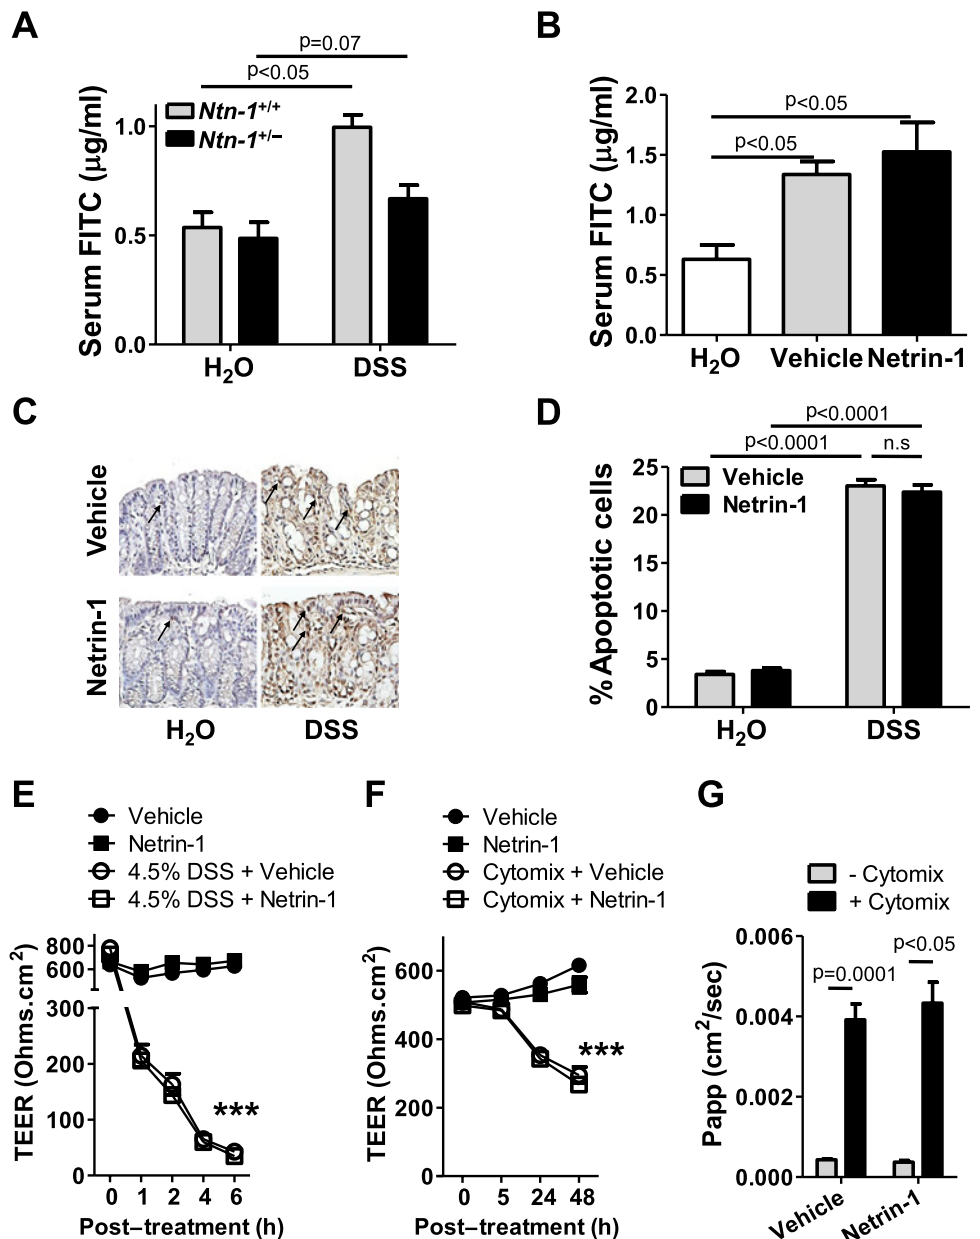 A
p=0.07
p<0.05
Ntn-1+/+
Ntn-1+/−
Serum FITC (μg/ml)
1.0
0.5
0.0
H2O
DSS
B
2.0
1.5
1.0
0.5
0.0
Serum FITC (μg/ml)
p<0.05
p<0.05
H2O
Vehicle
Netrin-1
C
Vehicle
Netrin-1
H2O
DSS
D
p<0.0001
p<0.0001
n.s
Vehicle
Netrin-1
% Apoptotic cells
25
20
15
10
5
0
H2O
DSS
E
Vehicle
Netrin-1
4.5% DSS + Vehicle
4.5% DSS + Netrin-1
TEER (Ohms.cm2)
800
600
300
200
100
0
***
0 1 2 4 6
Post–treatment (h)
F
Vehicle
Netrin-1
Cytomix + Vehicle
Cytomix + Netrin-1
TEER (Ohms.cm2)
600
400
200
0
***
0 5 24 48
Post–treatment (h)
G
- Cytomix
+ Cytomix
Papp (cm2/sec)
0.006
0.004
0.002
0.000
p=0.0001
p<0.05
Vehicle
Netrin-1